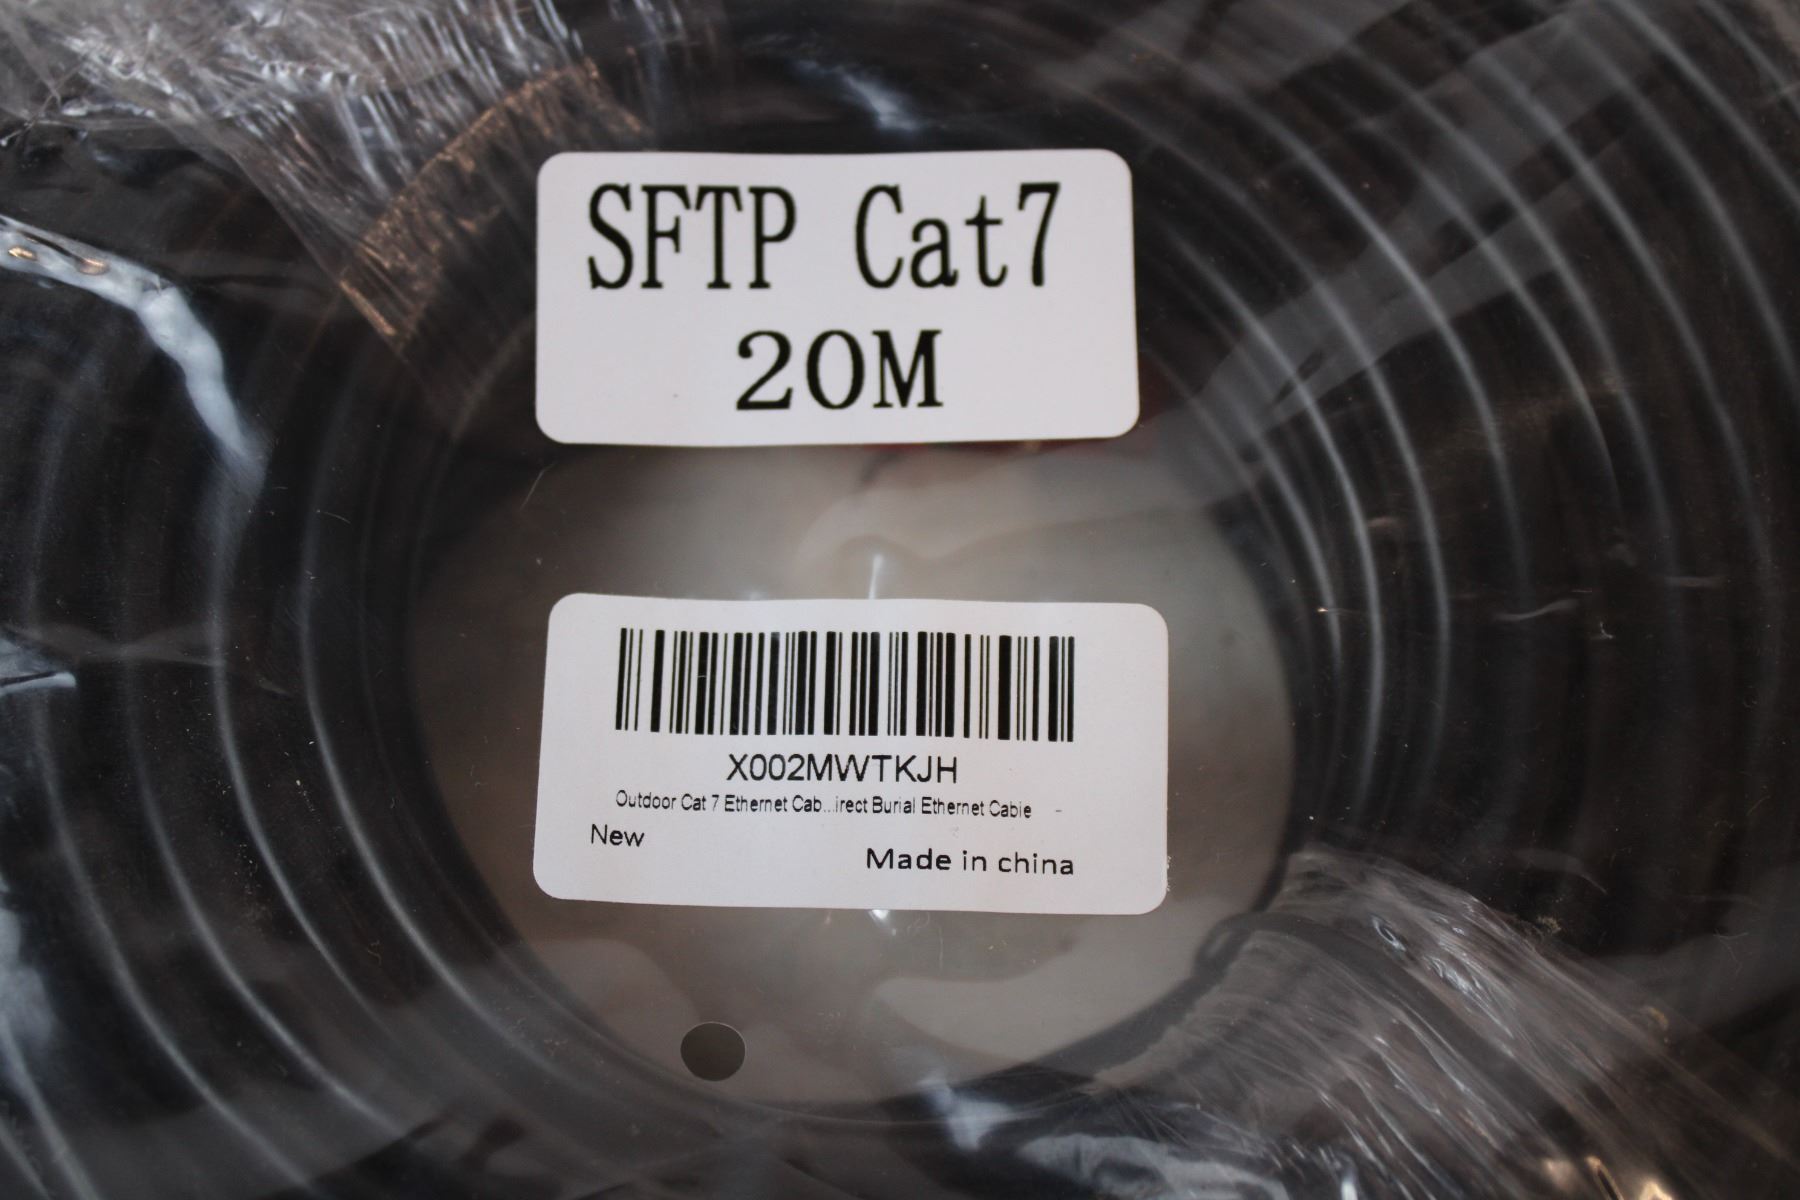 SFTP Cat7
20M
X002MWTKJH
Outdoor Cat 7 Ethernet Cab...irect Burial Ethernet Cable -
New
Made in china